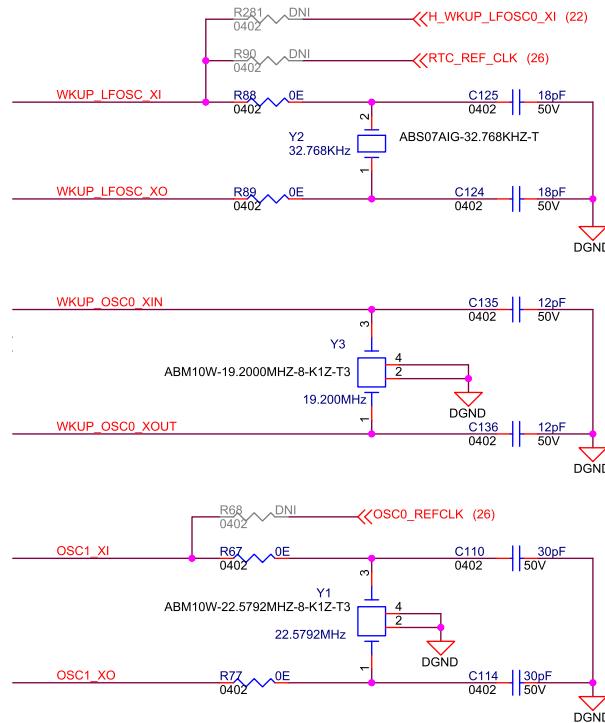 R281 DNI H_WKUP_LFOSC0_XI (22)
0402
R90 DNI RTC_REF_CLK (26)
0402
WKUP_LFOSC_XI R88 0E C125 18pF
0402 0402 50V
2
Y2 ABS07AIG-32.768KHZ-T
32.768KHz
1
WKUP_LFOSC_XO R89 0E C124 18pF
0402 0402 50V
DGND
WKUP_OSC0_XIN C135 12pF
0402 50V
3
Y3
4
ABM10W-19.2000MHZ-8-K1Z-T3
2
19.200MHz
DGND
1
WKUP_OSC0_XOUT C136 12pF
0402 50V
DGND
R68 DNI OSC0_REFCLK (26)
0402
OSC1_XI R67 0E C110 30pF
0402 0402 50V
3
Y1
ABM10W-22.5792MHZ-8-K1Z-T3 4
2
22.5792MHz
DGND
1
OSC1_XO R77 0E C114 30pF
0402 0402 50V
DGND